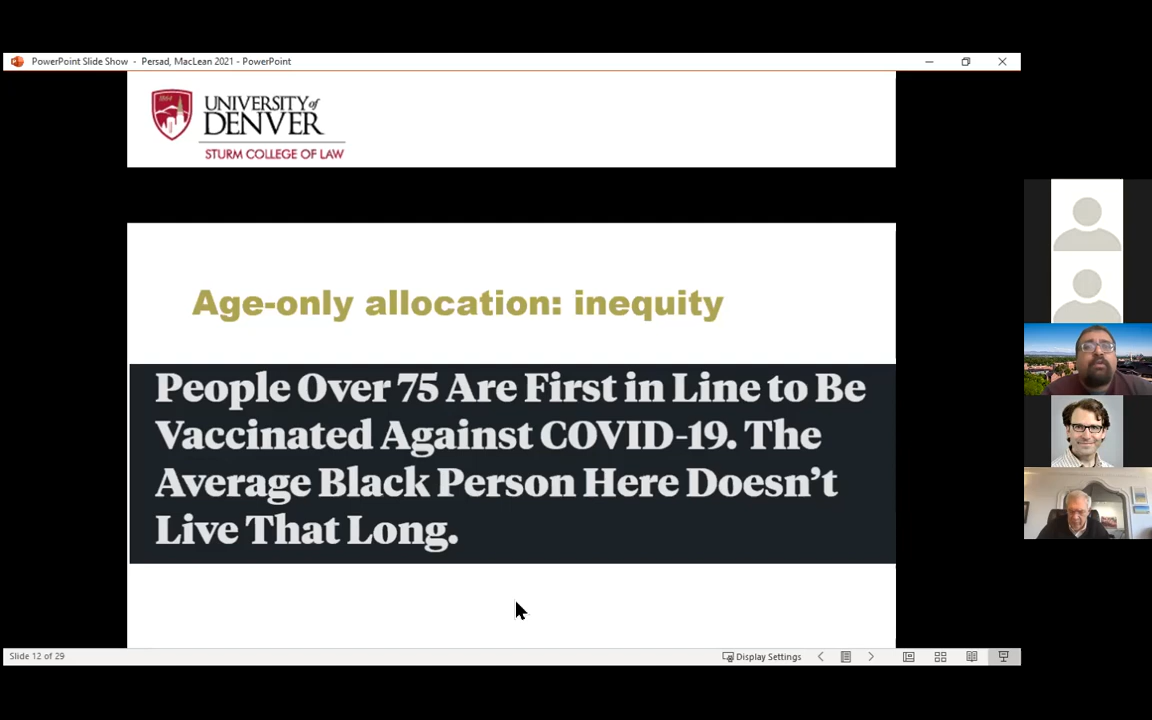 PowerPoint Slide Show - Persad, MacLean 2021 - PowerPoint
1864
UNIVERSITY of
DENVER
STURM COLLEGE OF LAW
Age-only allocation: inequity
People Over 75 Are First in Line to Be
Vaccinated Against COVID-19. The
Average Black Person Here Doesn't
Live That Long.
Slide 12 of 29
Display Settings